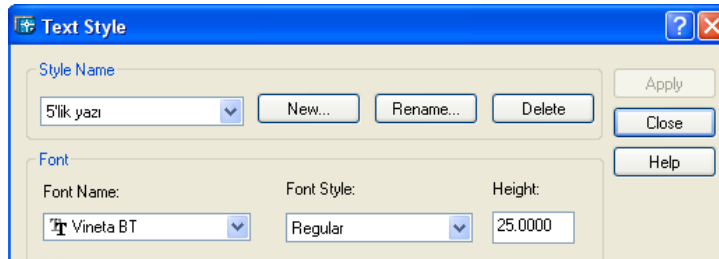 Text Style
Style Name
5'lik yazı
New...
Rename...
Delete
Apply
Close
Help
Font
Font Name:
Font Style:
Height:
Vineta BT
Regular
25.0000